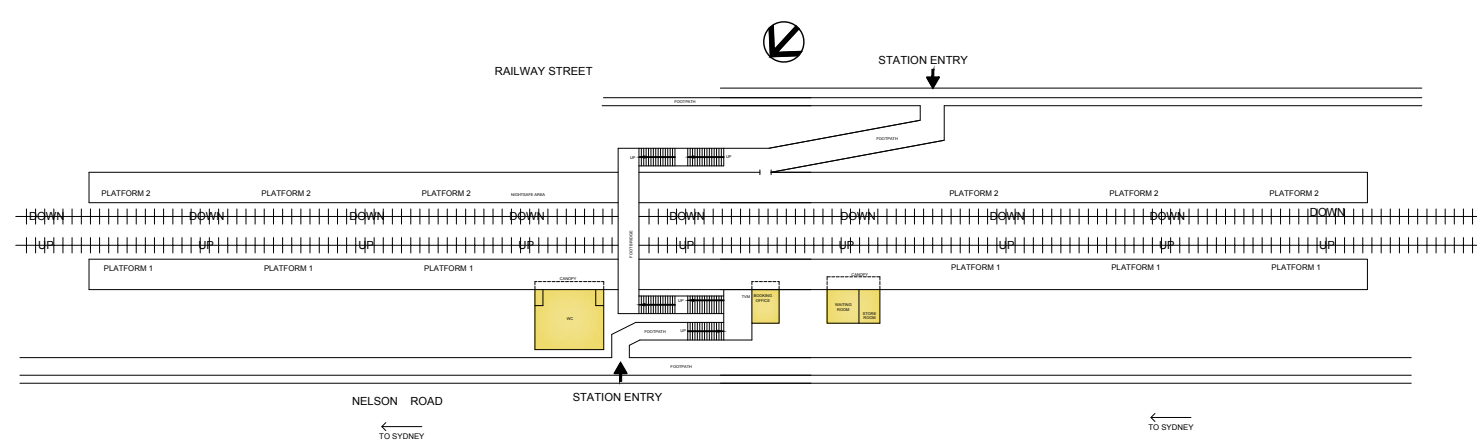 STATION ENTRY
RAILWAY STREET
FOOTPATH
FOOTPATH
UP
UP
PLATFORM 2
PLATFORM 2
PLATFORM 2
NIGHTSAFE AREA
PLATFORM 2
PLATFORM 2
PLATFORM 2
DOWN
DOWN
DOWN
DOWN
DOWN
DOWN
DOWN
DOWN
DOWN
FOOTBRIDGE
UP
UP
UP
UP
UP
UP
UP
UP
UP
PLATFORM 1
PLATFORM 1
PLATFORM 1
PLATFORM 1
PLATFORM 1
PLATFORM 1
CANOPY
CANOPY
UP
TVM
BOOKING
OFFICE
WAITING
ROOM
STORE
ROOM
WC
FOOTPATH
UP
FOOTPATH
STATION ENTRY
NELSON ROAD
TO SYDNEY
TO SYDNEY